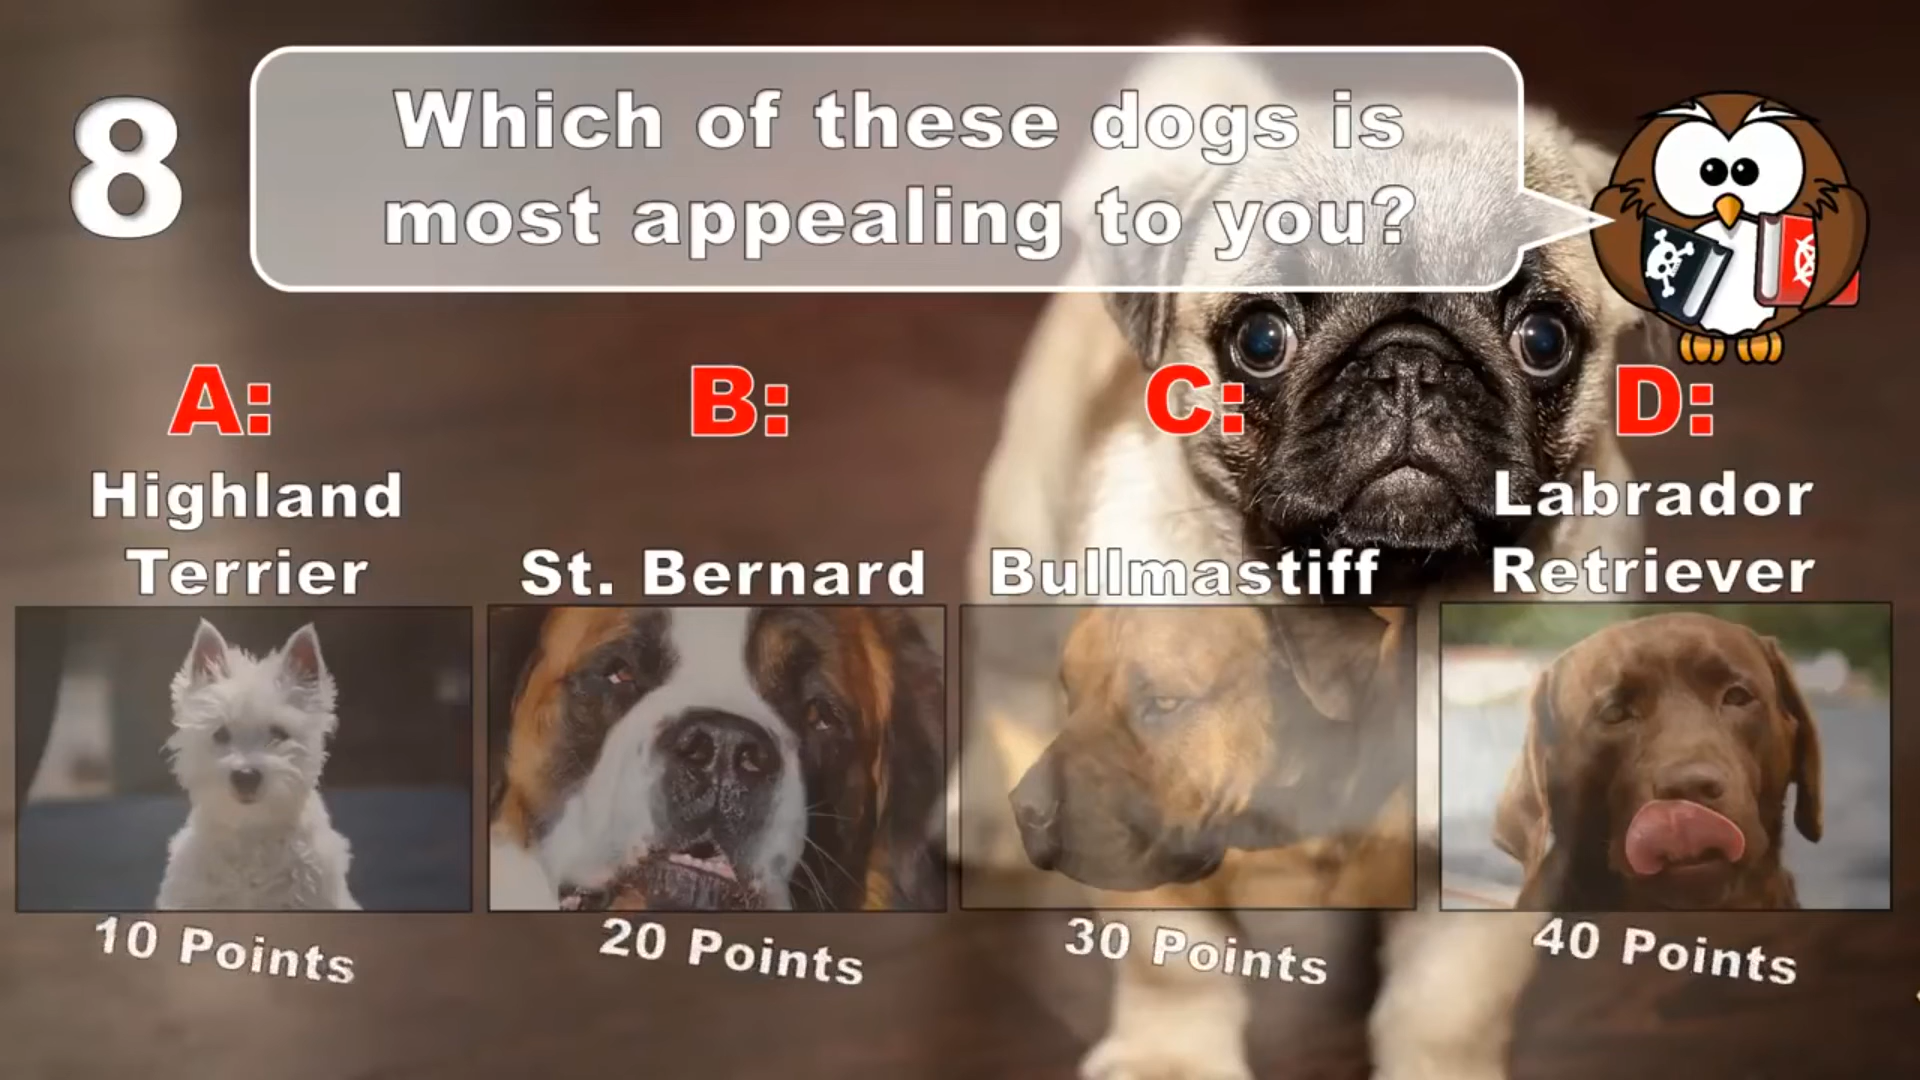 8
Which of these dogs is
most appealing to you?
A:
Highland
Terrier
10 Points
B:
St. Bernard
20 Points
C:
Bullmastiff
30 Points
D:
Labrador
Retriever
40 Points